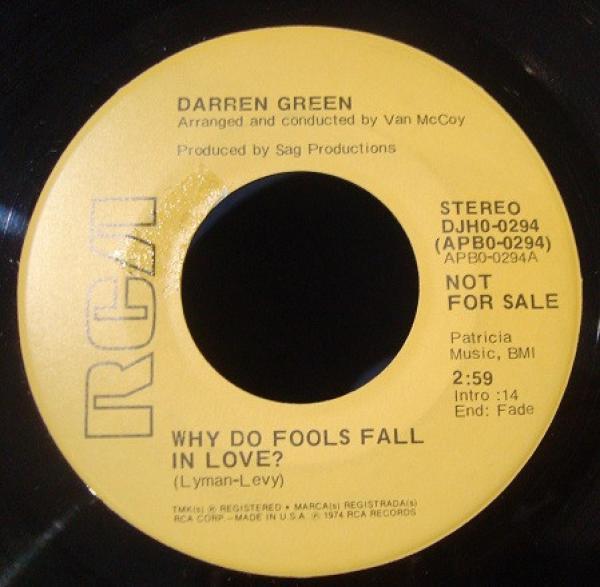 DARREN GREEN
Arranged and conducted by Van McCoy
Produced by Sag Productions
RCA
STEREO
DJH0-0294
(APB0-0294)
APB0-0294A
NOT
FOR SALE
Patricia
Music, BMI
2:59
Intro :14
End: Fade
WHY DO FOOLS FALL
IN LOVE?
(Lyman-Levy)
TMK(s) ® REGISTERED • MARCA(s) REGISTRADA(s)
RCA CORP.—MADE IN U.S.A. ℗ 1974 RCA RECORDS